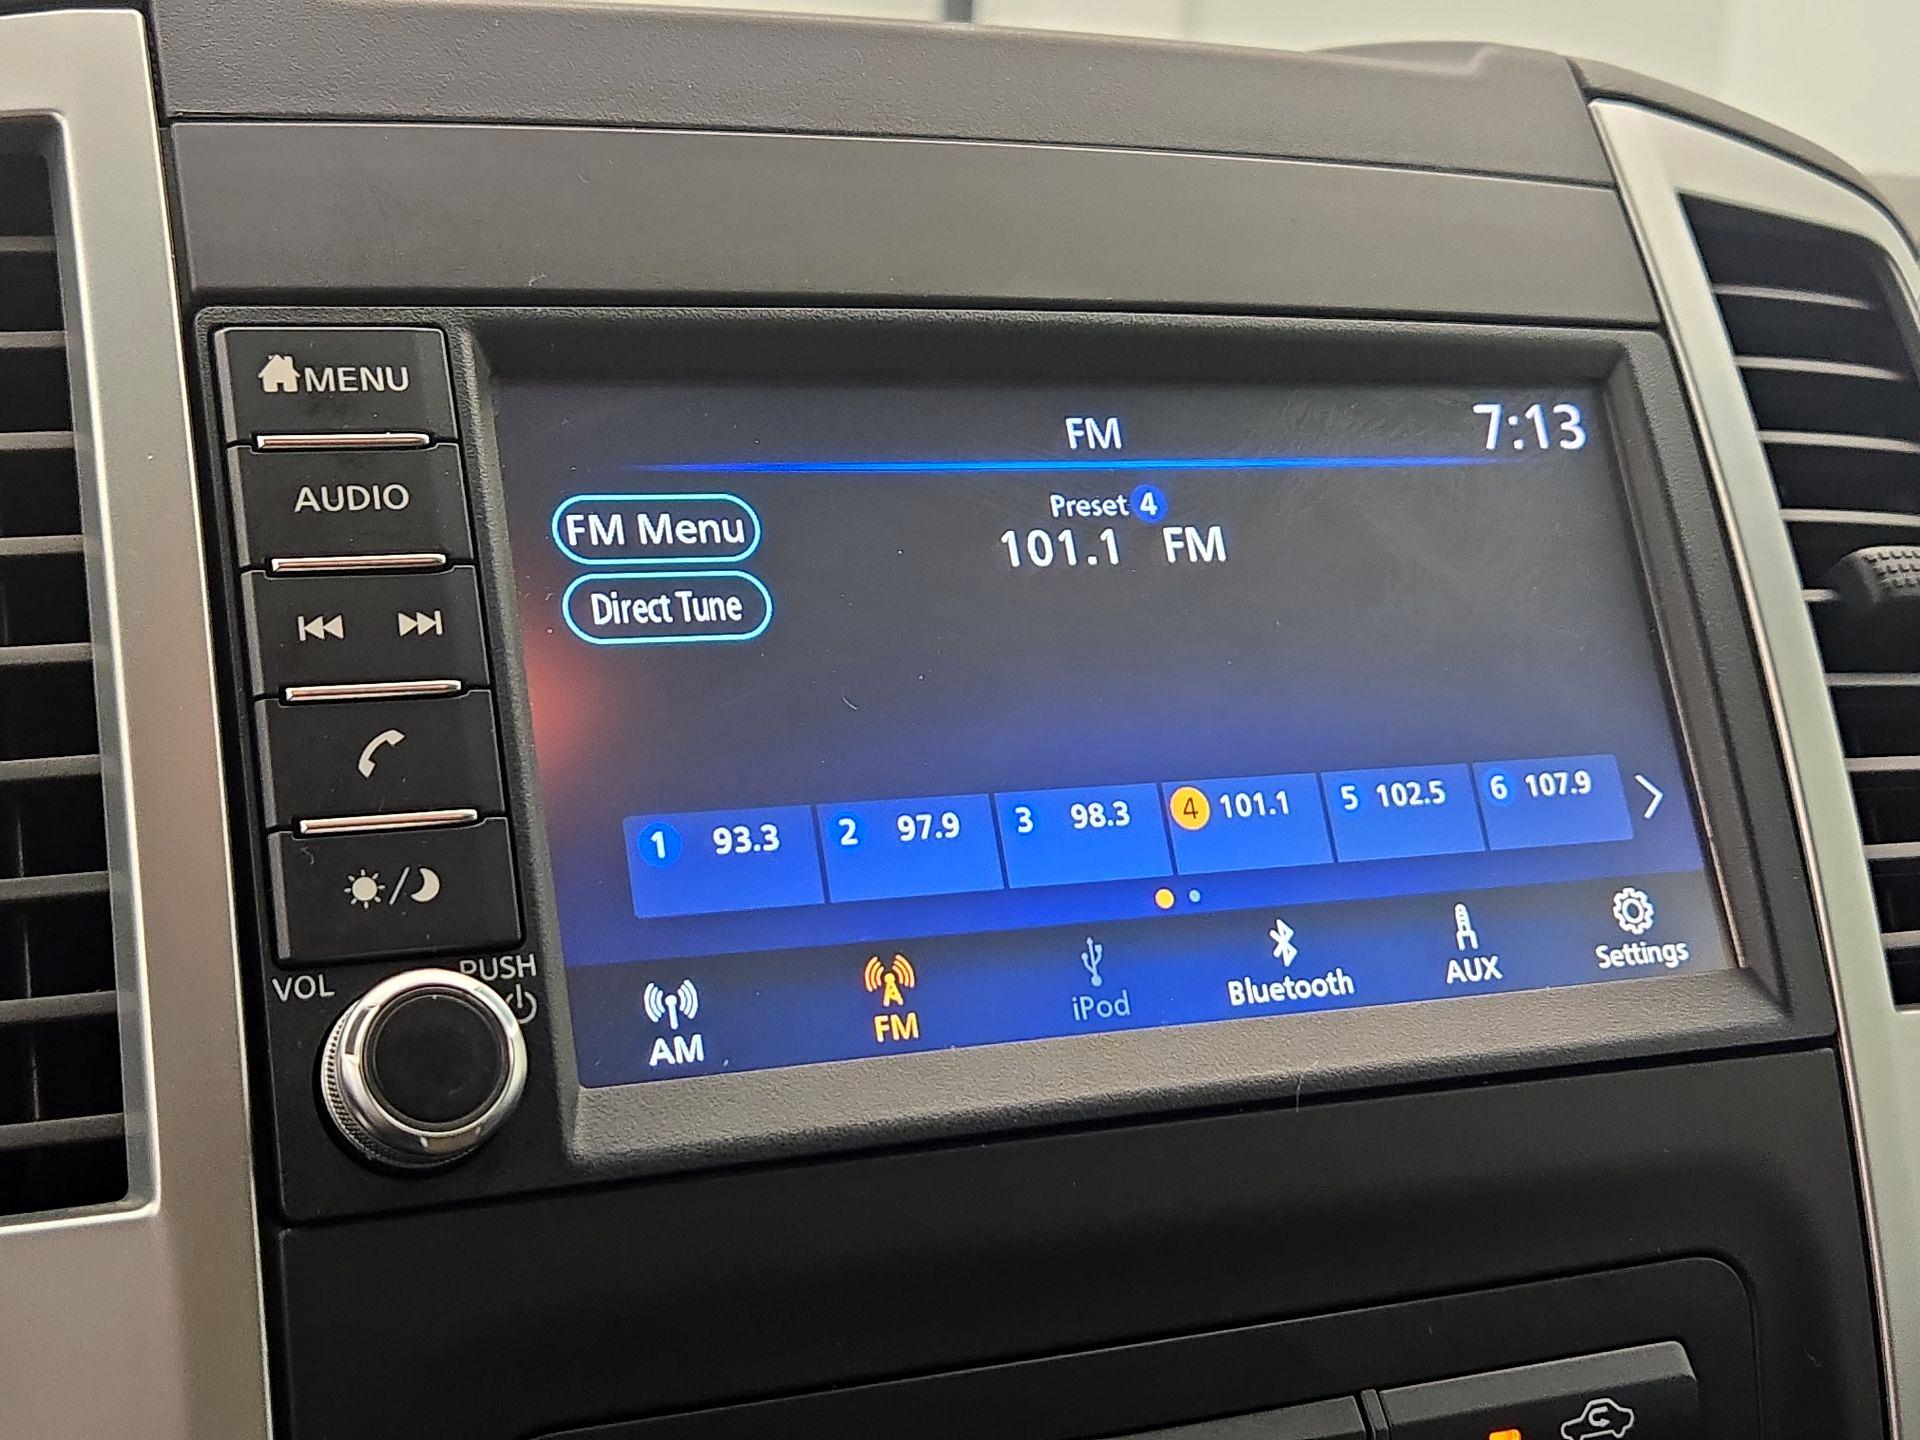 MENU
AUDIO
VOL
PUSH
FM
7:13
FM Menu
Direct Tune
Preset 4
101.1 FM
1 93.3
2 97.9
3 98.3
4 101.1
5 102.5
6 107.9
AM
FM
iPod
Bluetooth
AUX
Settings